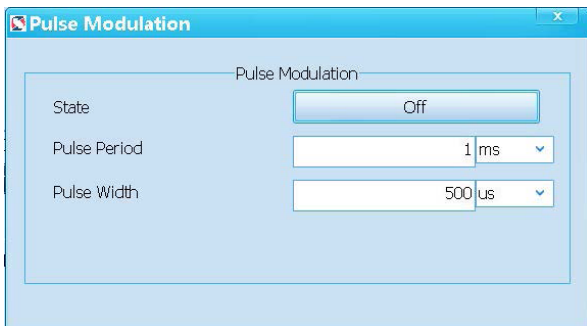 Pulse Modulation
Pulse Modulation
State Off
Pulse Period 1 ms
Pulse Width 500 us